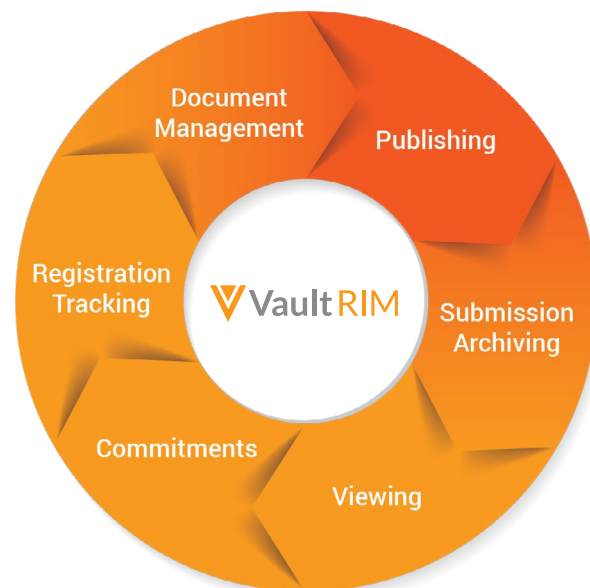 Document
Management
Publishing
Registration
Tracking
Vault RIM
Submission
Archiving
Commitments
Viewing